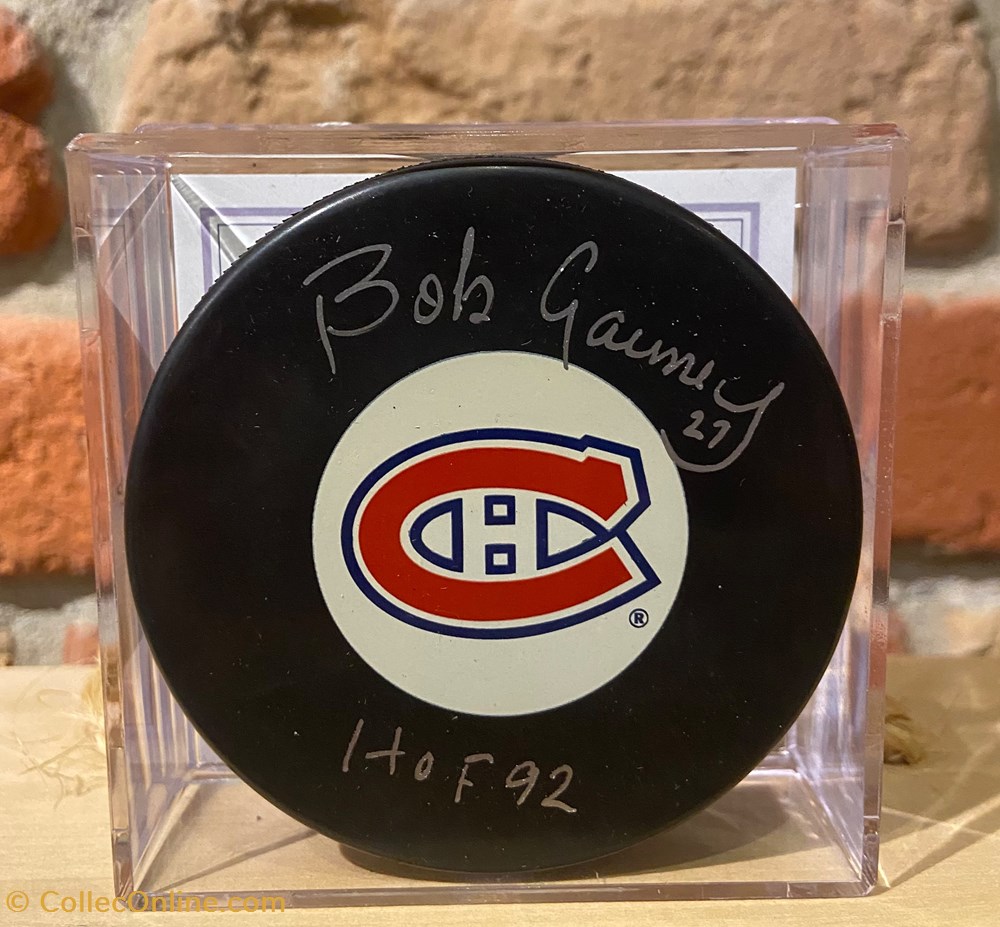 Bob Gainey
23
CH
®
HOF 92
© CollecOnline.com